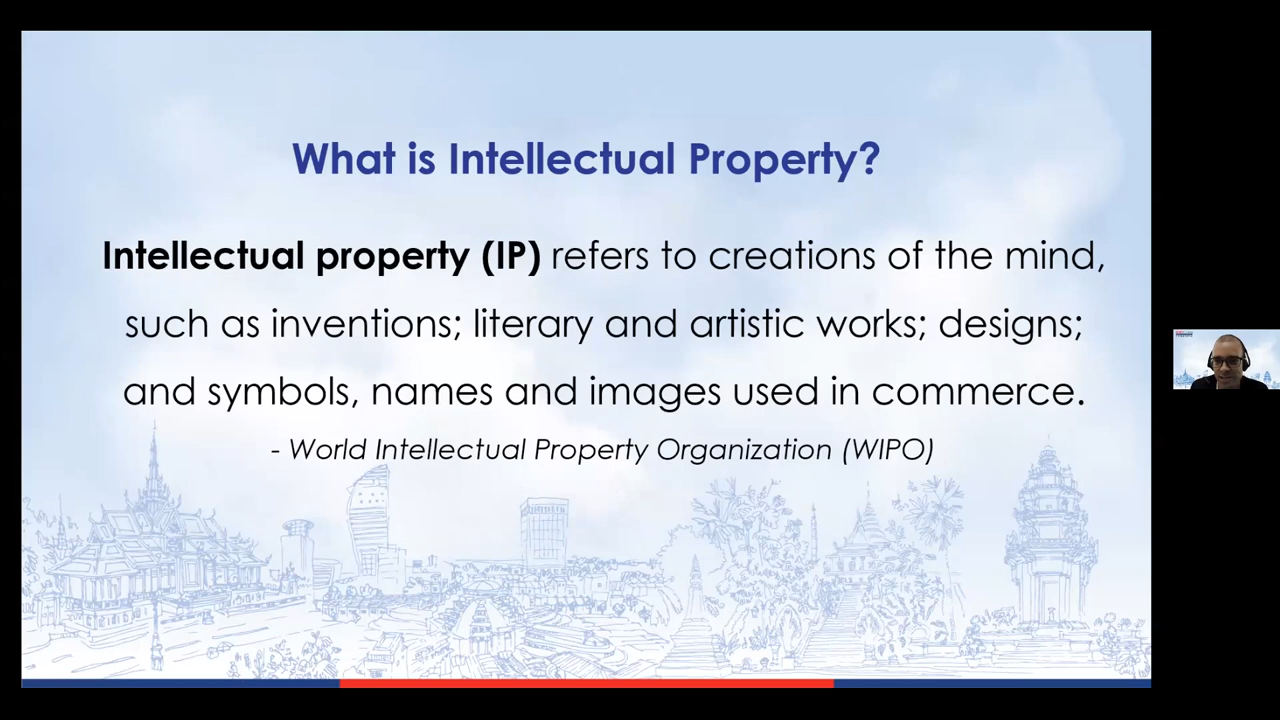 What is Intellectual Property?
Intellectual property (IP) refers to creations of the mind,
such as inventions; literary and artistic works; designs;
and symbols, names and images used in commerce.
- World Intellectual Property Organization (WIPO)